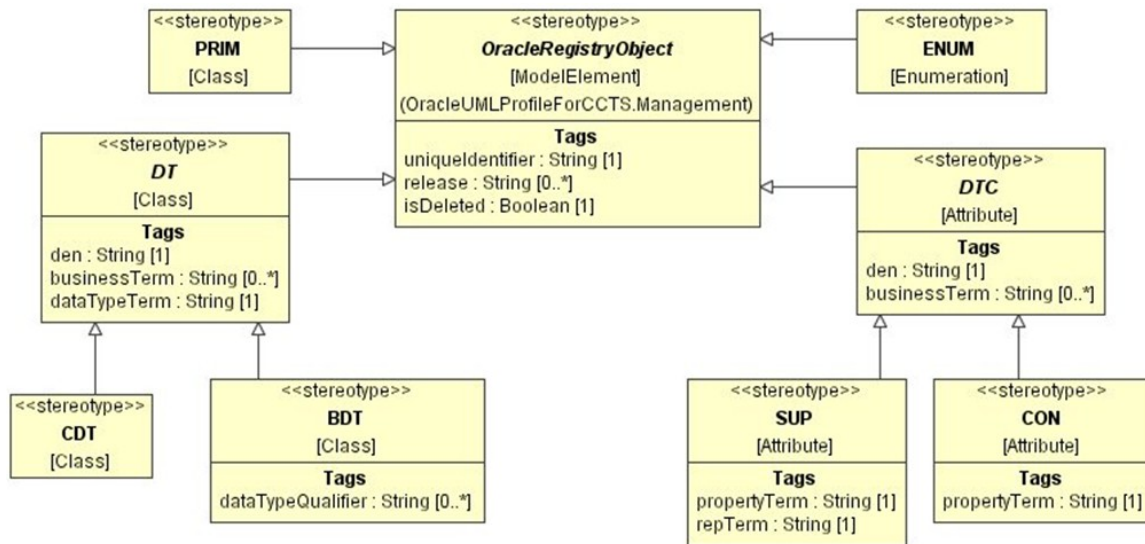 <<stereotype>>
PRIM
[Class]
<<stereotype>>
OracleRegistryObject
[ModelElement]
(OracleUMLProfileForCCTS.Management)
Tags
uniqueIdentifier : String [1]
release : String [0..*]
isDeleted : Boolean [1]
<<stereotype>>
ENUM
[Enumeration]
<<stereotype>>
DT
[Class]
Tags
den : String [1]
businessTerm : String [0..*]
dataTypeTerm : String [1]
<<stereotype>>
DTC
[Attribute]
Tags
den : String [1]
businessTerm : String [0..*]
<<stereotype>>
CDT
[Class]
<<stereotype>>
BDT
[Class]
Tags
dataTypeQualifier : String [0..*]
<<stereotype>>
SUP
[Attribute]
Tags
propertyTerm : String [1]
repTerm : String [1]
<<stereotype>>
CON
[Attribute]
Tags
propertyTerm : String [1]